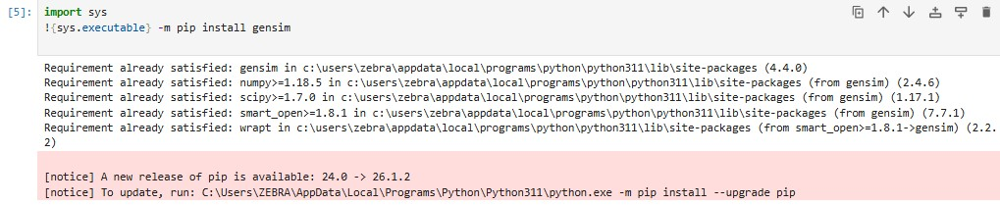 [5]: import sys
!{sys.executable} -m pip install gensim
Requirement already satisfied: gensim in c:\users\zebra\appdata\local\programs\python\python311\lib\site-packages (4.4.0)
Requirement already satisfied: numpy>=1.18.5 in c:\users\zebra\appdata\local\programs\python\python311\lib\site-packages (from gensim) (2.4.6)
Requirement already satisfied: scipy>=1.7.0 in c:\users\zebra\appdata\local\programs\python\python311\lib\site-packages (from gensim) (1.17.1)
Requirement already satisfied: smart_open>=1.8.1 in c:\users\zebra\appdata\local\programs\python\python311\lib\site-packages (from gensim) (7.7.1)
Requirement already satisfied: wrapt in c:\users\zebra\appdata\local\programs\python\python311\lib\site-packages (from smart_open>=1.8.1->gensim) (2.2.
2)
[notice] A new release of pip is available: 24.0 -> 26.1.2
[notice] To update, run: C:\Users\ZEBRA\AppData\Local\Programs\Python\Python311\python.exe -m pip install --upgrade pip